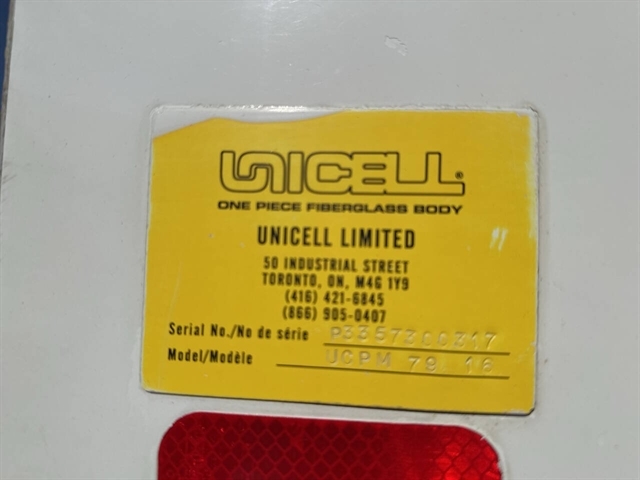 UNICELL®
ONE PIECE FIBERGLASS BODY
UNICELL LIMITED
50 INDUSTRIAL STREET
TORONTO, ON, M4G 1Y9
(416) 421-6845
(866) 905-0407
Serial No./No de série P3357300317
Model/Modèle UCPM 79 16